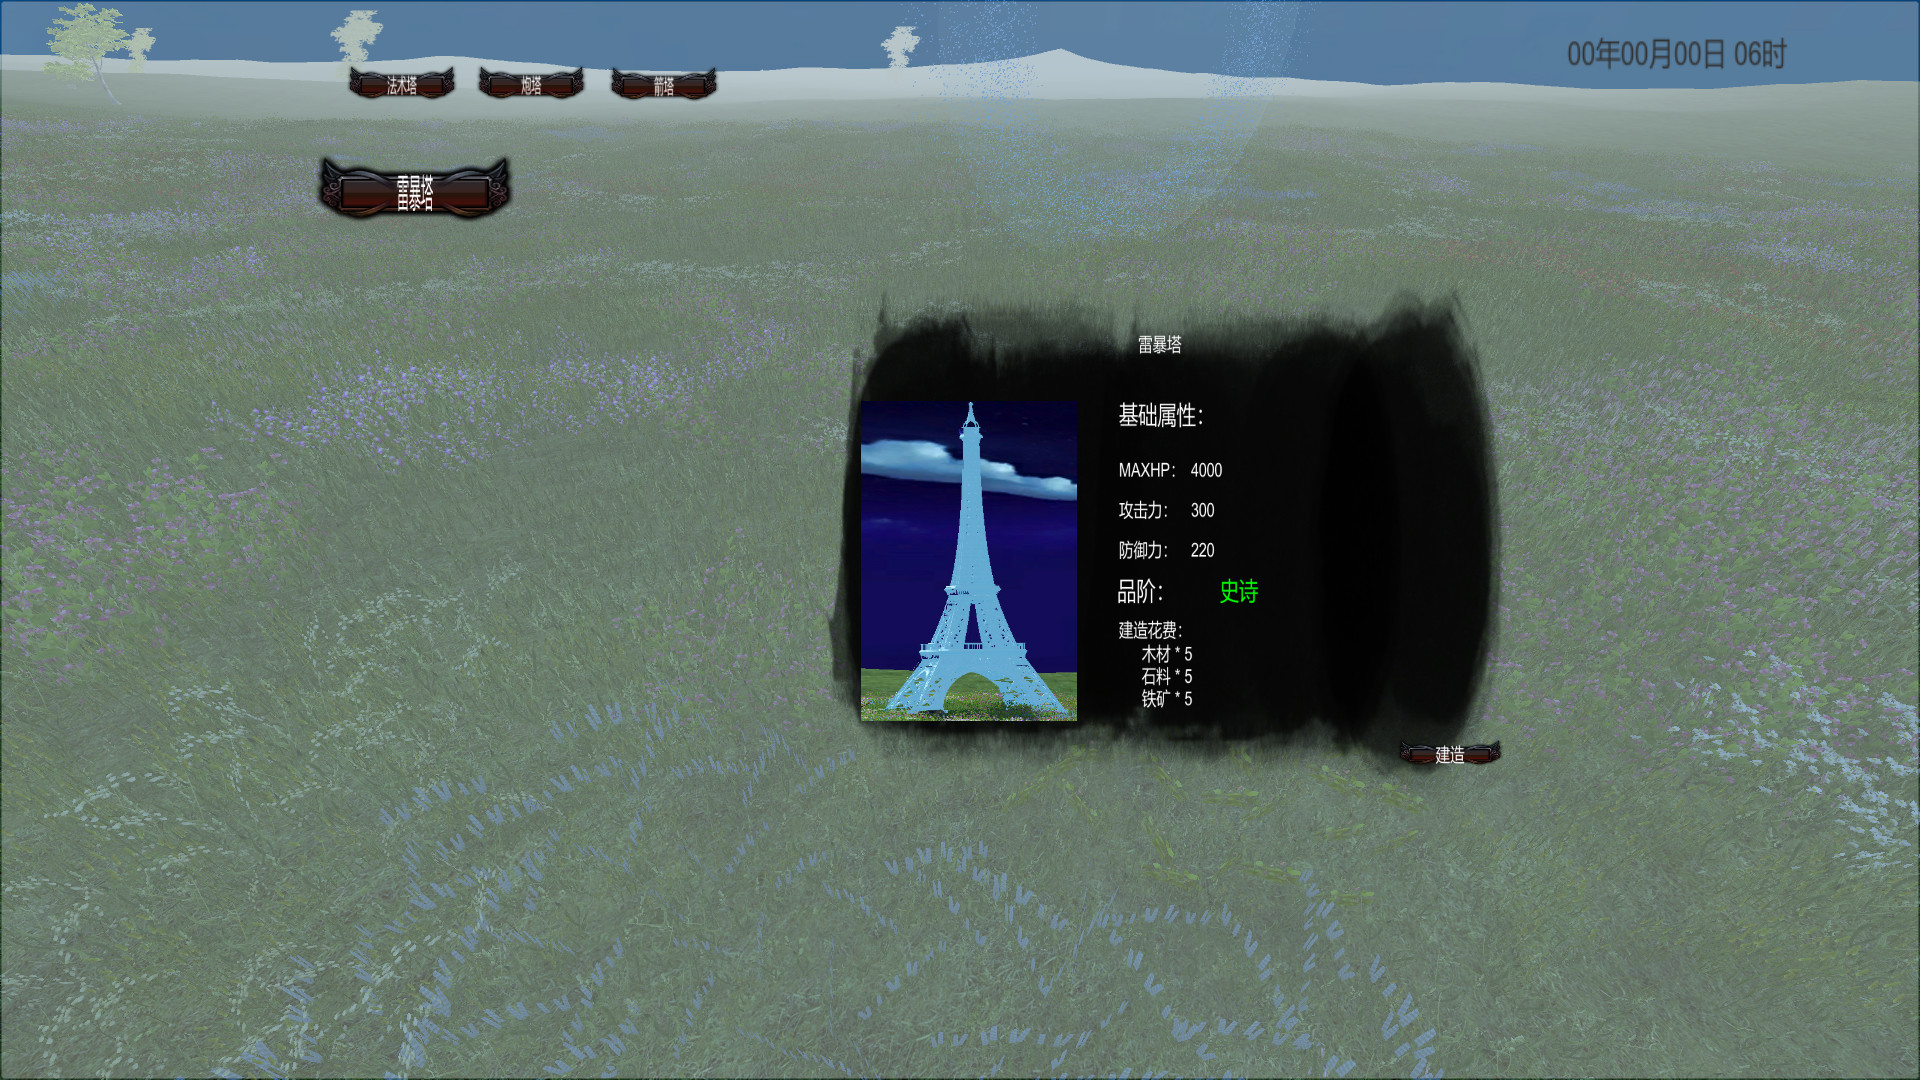 00年00月00日 06时
法术塔
炮塔
箭塔
雷暴塔
雷暴塔
基础属性：
MAXHP： 4000
攻击力： 300
防御力： 220
品阶： 史诗
建造花费：
木材 * 5
石料 * 5
铁矿 * 5
建造